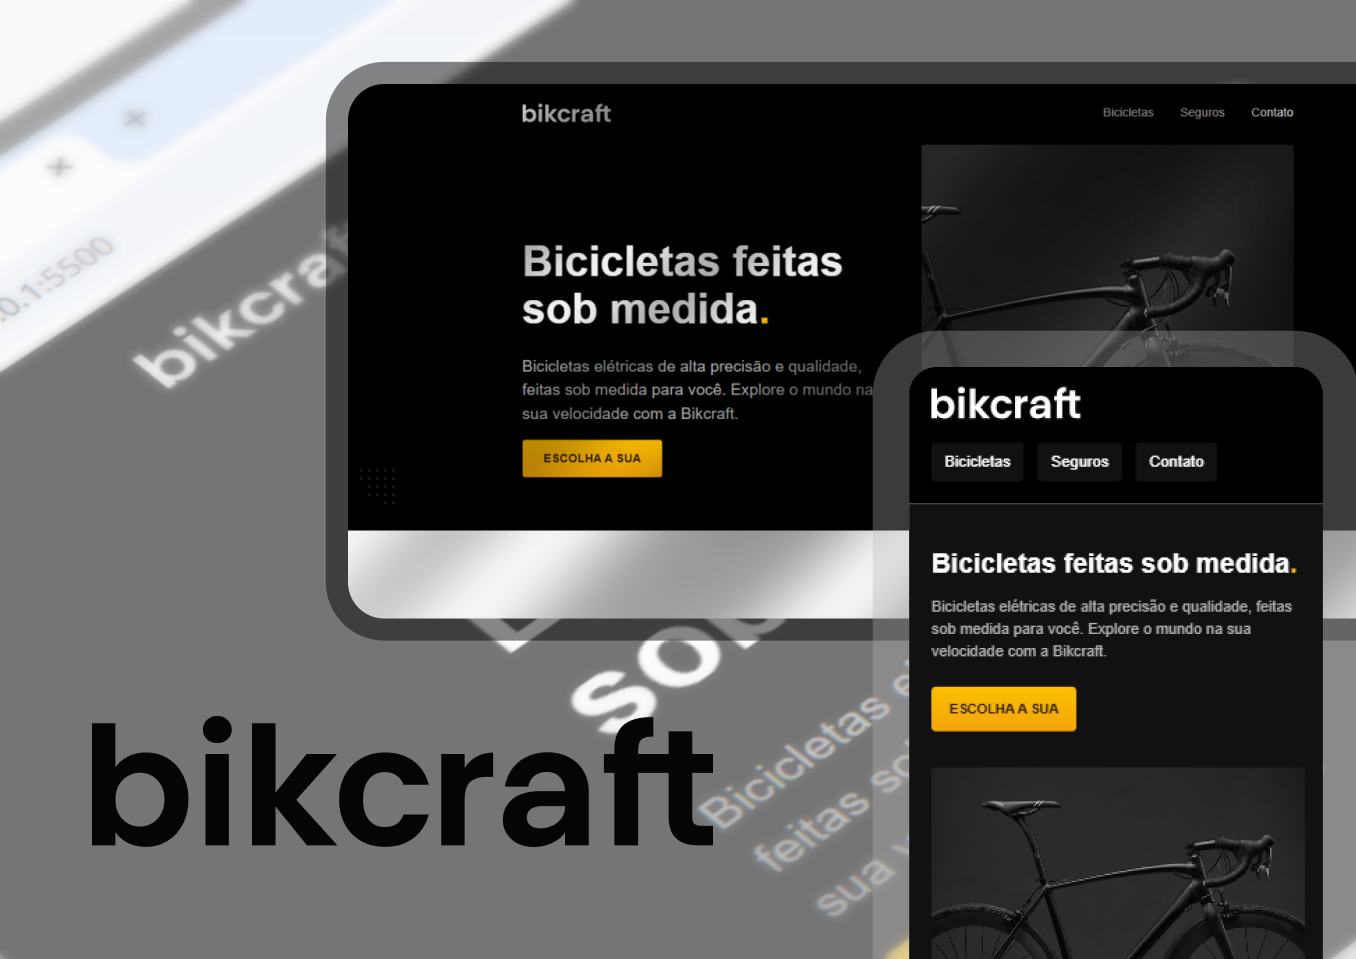 .0.1:5500
bikcraft
bikcraft
Bicicletas
Seguros
Contato
Bicicletas feitas
sob medida.
Bicicletas elétricas de alta precisão e qualidade,
feitas sob medida para você. Explore o mundo na
sua velocidade com a Bikcraft.
ESCOLHA A SUA
bikcraft
Bicicletas
Seguros
Contato
Bicicletas feitas sob medida.
Bicicletas elétricas de alta precisão e qualidade, feitas
sob medida para você. Explore o mundo na sua
velocidade com a Bikcraft.
ESCOLHA A SUA
sob
Bicicletas e
feitas so
sua v
bikcraft